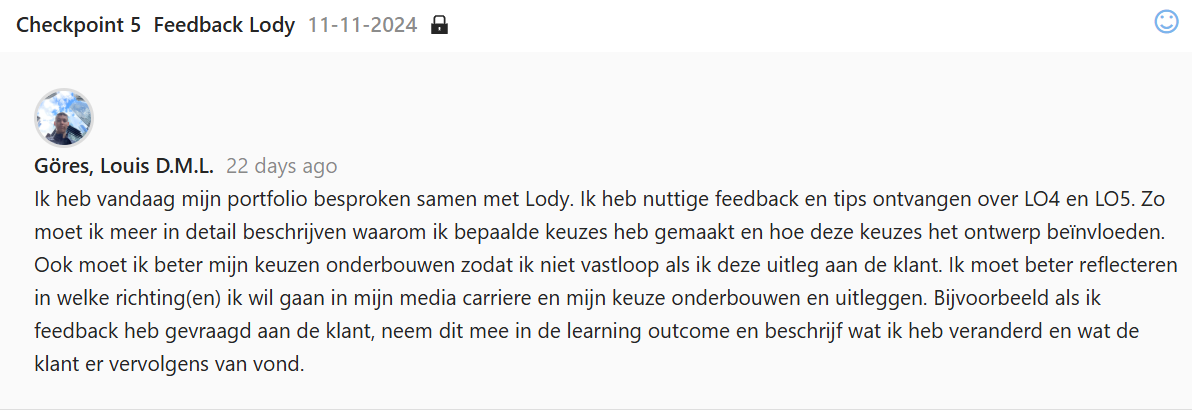 Checkpoint 5 Feedback Lody 11-11-2024
Göres, Louis D.M.L. 22 days ago
Ik heb vandaag mijn portfolio besproken samen met Lody. Ik heb nuttige feedback en tips ontvangen over LO4 en LO5. Zo
moet ik meer in detail beschrijven waarom ik bepaalde keuzes heb gemaakt en hoe deze keuzes het ontwerp beïnvloeden.
Ook moet ik beter mijn keuzen onderbouwen zodat ik niet vastloop als ik deze uitleg aan de klant. Ik moet beter reflecteren
in welke richting(en) ik wil gaan in mijn media carriere en mijn keuze onderbouwen en uitleggen. Bijvoorbeeld als ik
feedback heb gevraagd aan de klant, neem dit mee in de learning outcome en beschrijf wat ik heb veranderd en wat de
klant er vervolgens van vond.